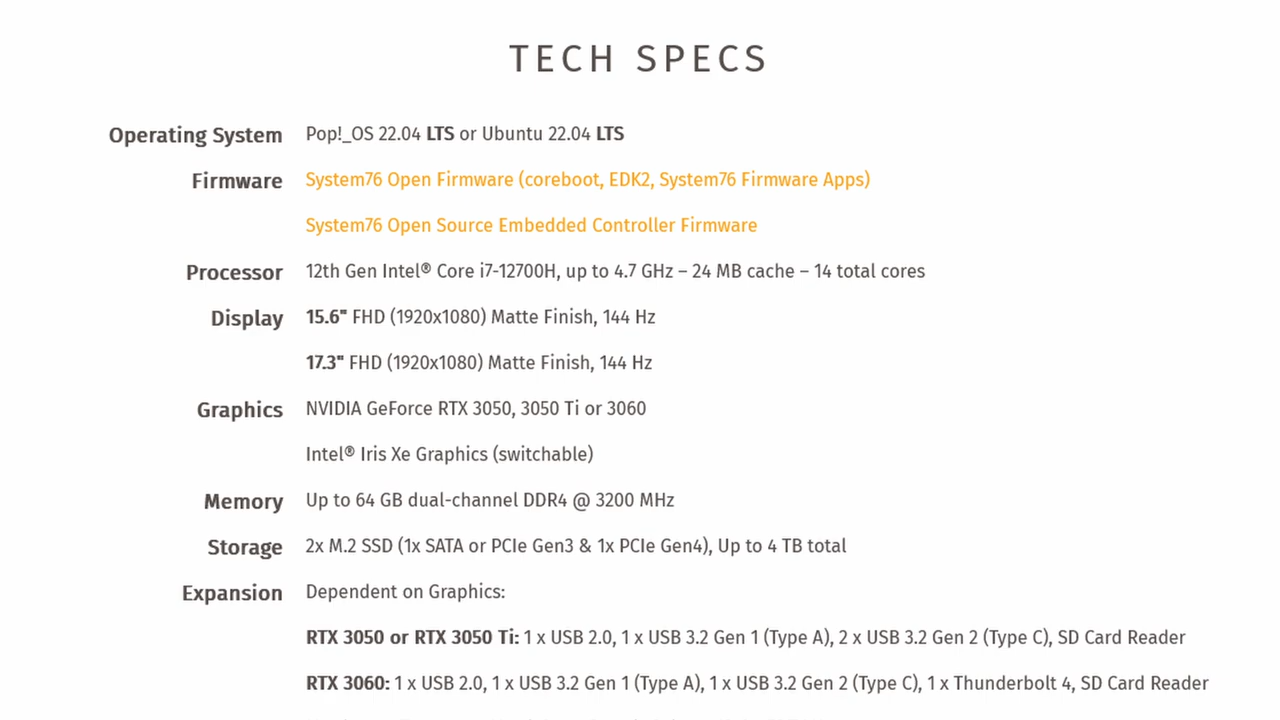 TECH SPECS
Operating System Pop!_OS 22.04 LTS or Ubuntu 22.04 LTS
Firmware System76 Open Firmware (coreboot, EDK2, System76 Firmware Apps)
System76 Open Source Embedded Controller Firmware
Processor 12th Gen Intel® Core i7-12700H, up to 4.7 GHz – 24 MB cache – 14 total cores
Display 15.6" FHD (1920x1080) Matte Finish, 144 Hz
17.3" FHD (1920x1080) Matte Finish, 144 Hz
Graphics NVIDIA GeForce RTX 3050, 3050 Ti or 3060
Intel® Iris Xe Graphics (switchable)
Memory Up to 64 GB dual-channel DDR4 @ 3200 MHz
Storage 2x M.2 SSD (1x SATA or PCIe Gen3 & 1x PCIe Gen4), Up to 4 TB total
Expansion Dependent on Graphics:
RTX 3050 or RTX 3050 Ti: 1 x USB 2.0, 1 x USB 3.2 Gen 1 (Type A), 2 x USB 3.2 Gen 2 (Type C), SD Card Reader
RTX 3060: 1 x USB 2.0, 1 x USB 3.2 Gen 1 (Type A), 1 x USB 3.2 Gen 2 (Type C), 1 x Thunderbolt 4, SD Card Reader